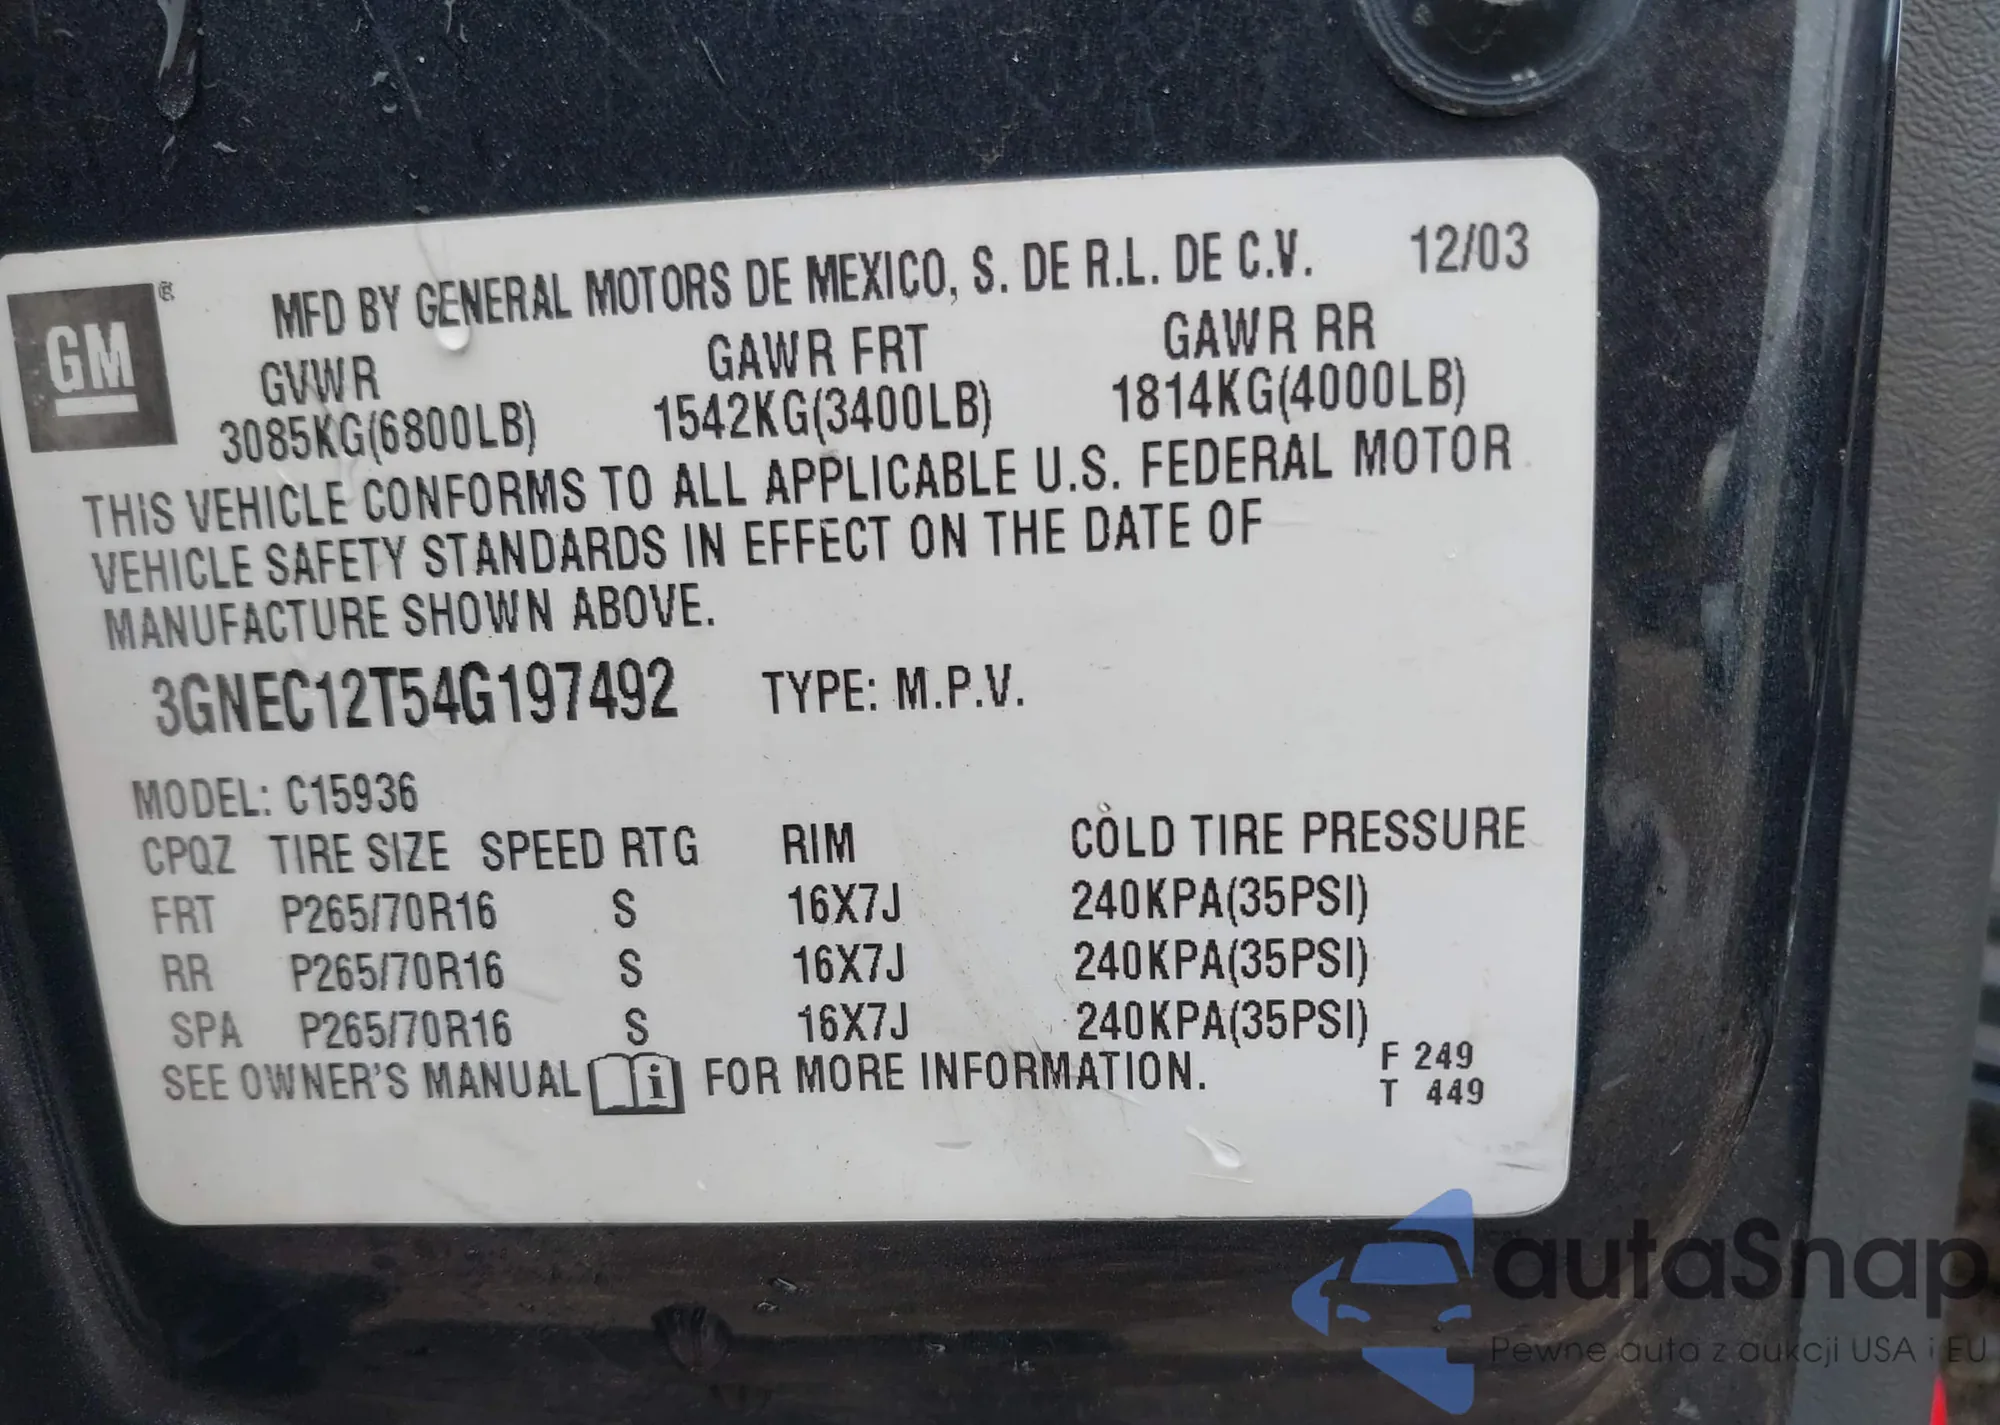 GM ®
MFD BY GENERAL MOTORS DE MEXICO, S. DE R.L. DE C.V. 12/03
GVWR GAWR FRT GAWR RR
3085KG(6800LB) 1542KG(3400LB) 1814KG(4000LB)
THIS VEHICLE CONFORMS TO ALL APPLICABLE U.S. FEDERAL MOTOR
VEHICLE SAFETY STANDARDS IN EFFECT ON THE DATE OF
MANUFACTURE SHOWN ABOVE.
3GNEC12T54G197492 TYPE: M.P.V.
MODEL: C15936
CPQZ TIRE SIZE SPEED RTG RIM COLD TIRE PRESSURE
FRT P265/70R16 S 16X7J 240KPA(35PSI)
RR P265/70R16 S 16X7J 240KPA(35PSI)
SPA P265/70R16 S 16X7J 240KPA(35PSI)
SEE OWNER'S MANUAL i FOR MORE INFORMATION.
F 249
T 449
autaSnap
Pewne auta z aukcji USA i EU